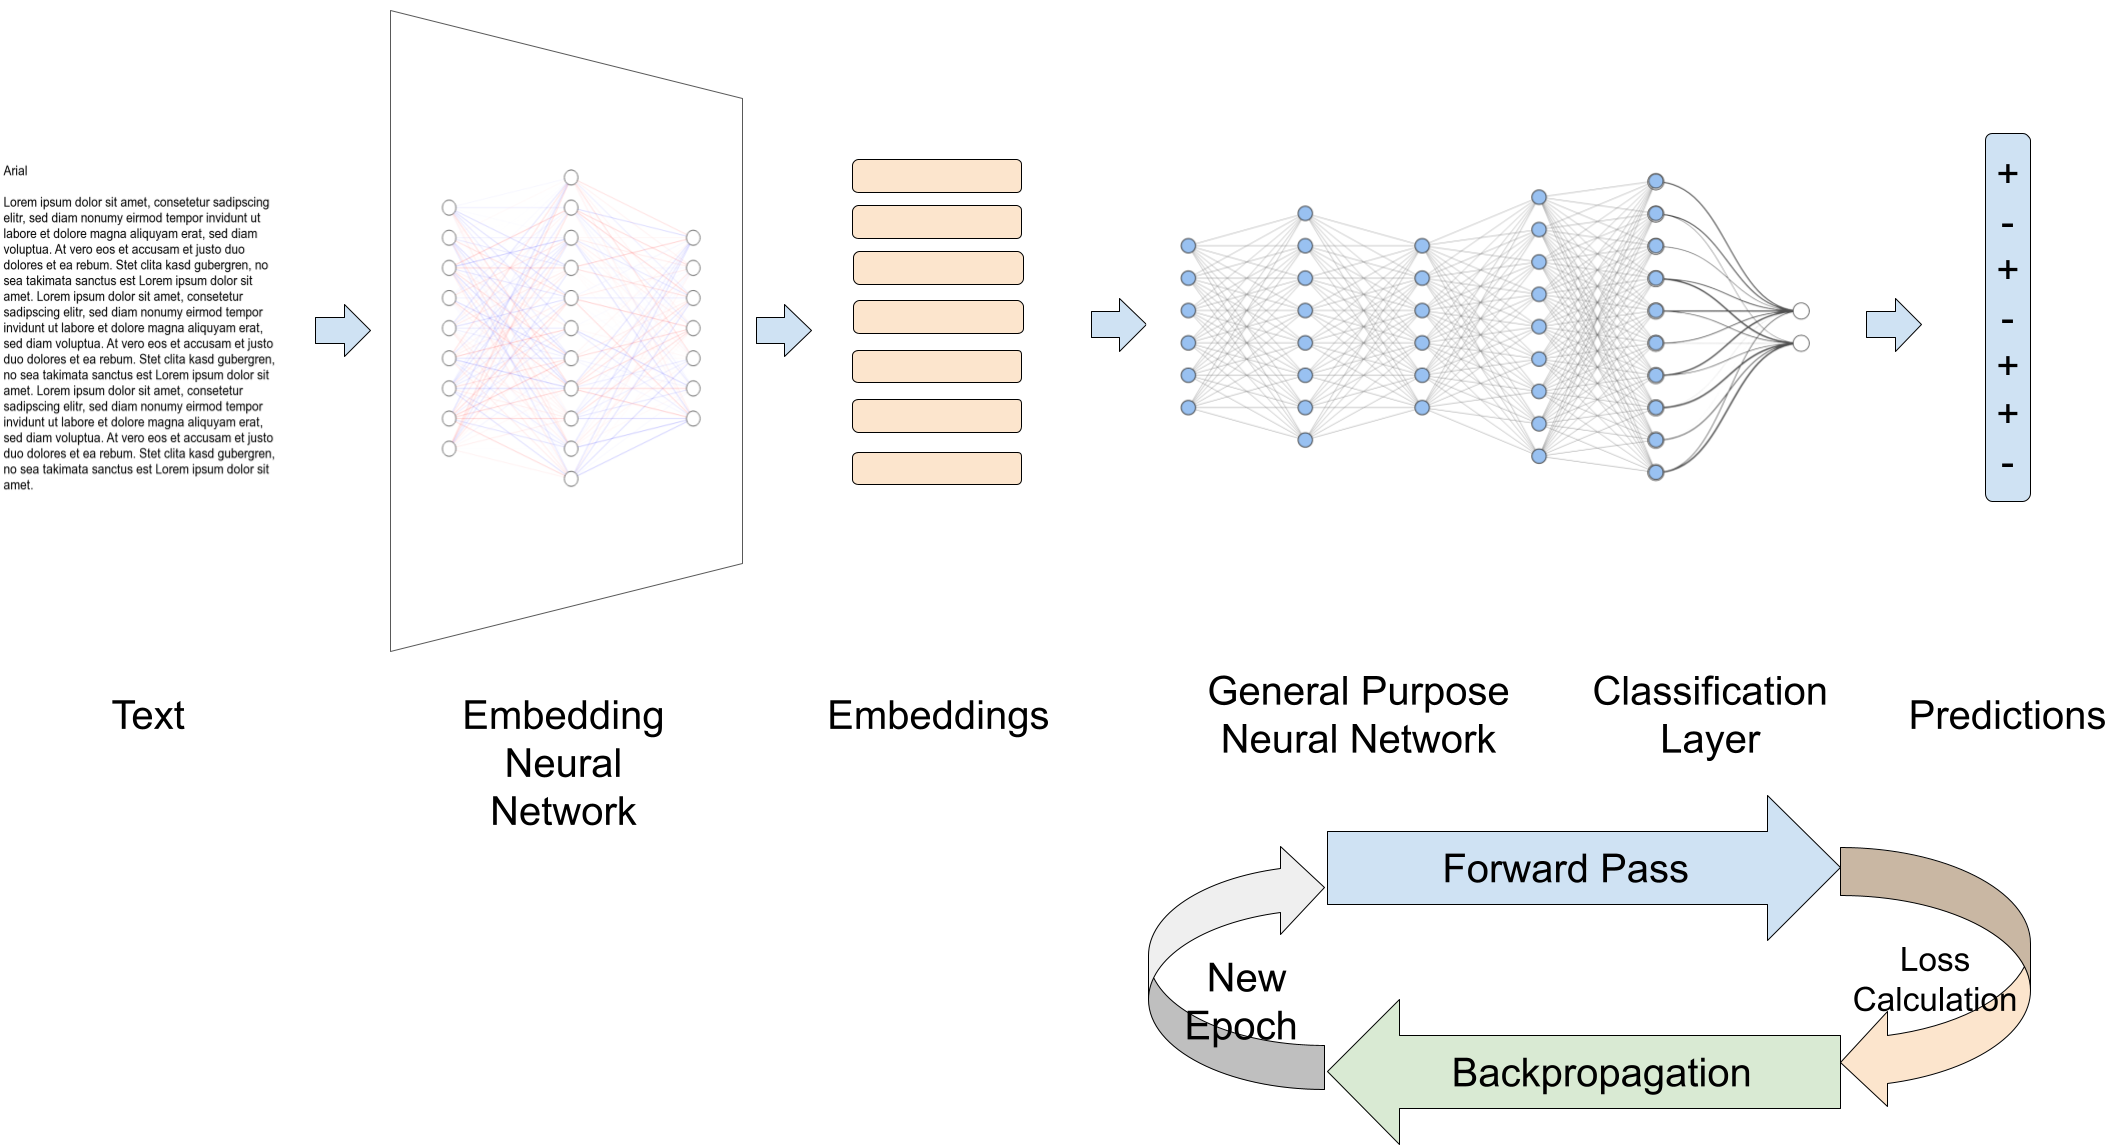 Arial
Lorem ipsum dolor sit amet, consetetur sadipscing
elitr, sed diam nonumy eirmod tempor invidunt ut
labore et dolore magna aliquyam erat, sed diam
voluptua. At vero eos et accusam et justo duo
dolores et ea rebum. Stet clita kasd gubergren, no
sea takimata sanctus est Lorem ipsum dolor sit
amet. Lorem ipsum dolor sit amet, consetetur
sadipscing elitr, sed diam nonumy eirmod tempor
invidunt ut labore et dolore magna aliquyam erat,
sed diam voluptua. At vero eos et accusam et justo
duo dolores et ea rebum. Stet clita kasd gubergren,
no sea takimata sanctus est Lorem ipsum dolor sit
amet. Lorem ipsum dolor sit amet, consetetur
sadipscing elitr, sed diam nonumy eirmod tempor
invidunt ut labore et dolore magna aliquyam erat,
sed diam voluptua. At vero eos et accusam et justo
duo dolores et ea rebum. Stet clita kasd gubergren,
no sea takimata sanctus est Lorem ipsum dolor sit
amet.
+
-
+
-
+
+
-
Text
Embedding
Neural
Network
Embeddings
General Purpose
Neural Network
Classification
Layer
Predictions
Forward Pass
Loss
Calculation
New
Epoch
Backpropagation